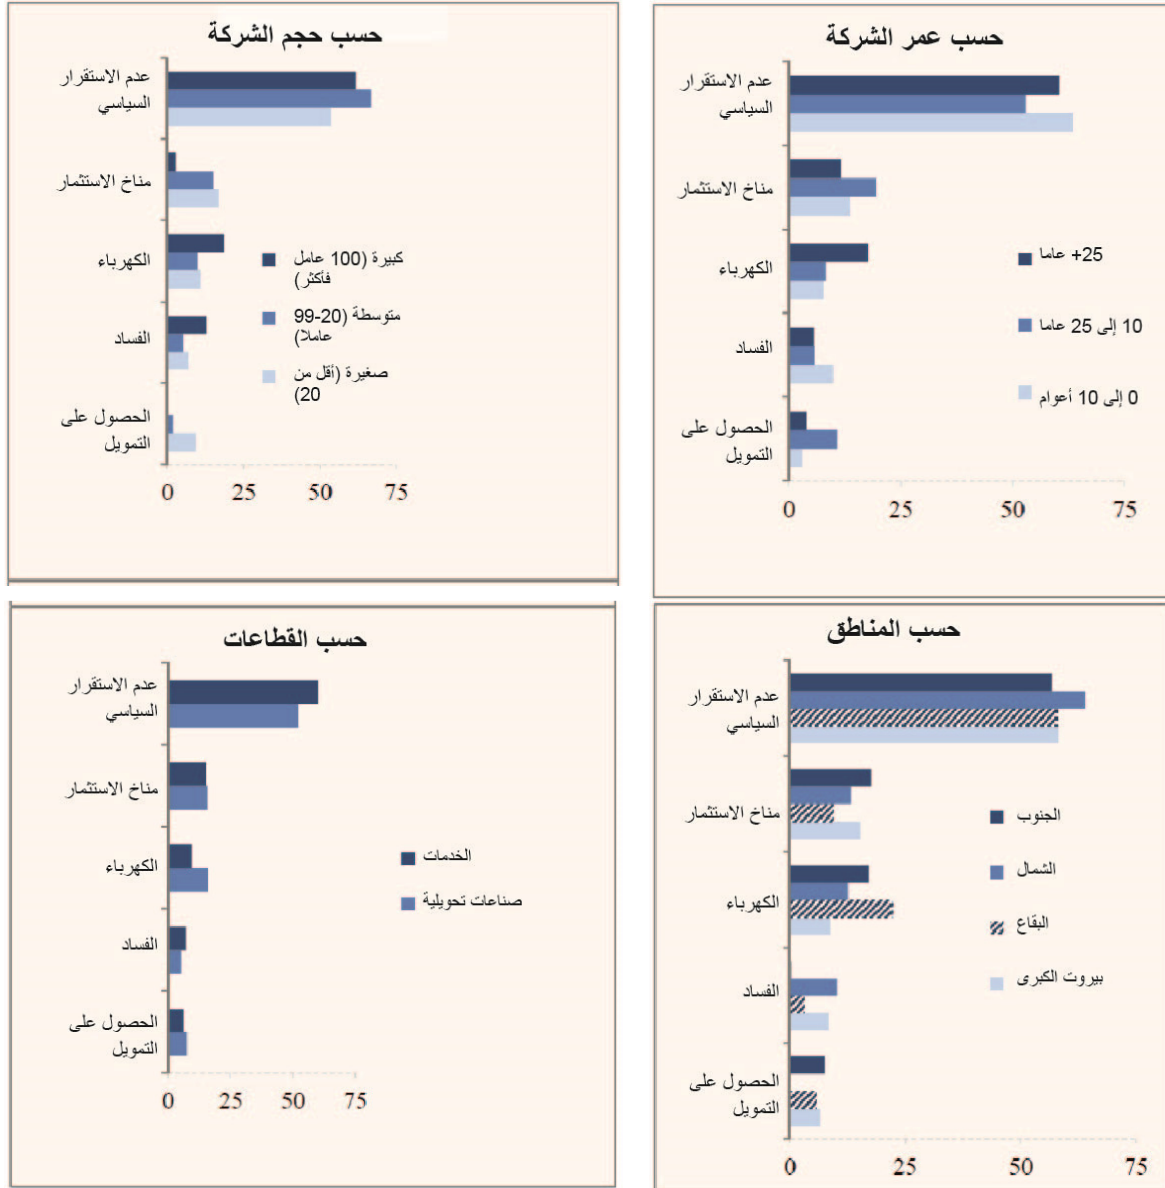 حسب حجم الشركة
عدم الاستقرار
السياسي
مناخ الاستثمار
الكهرباء
الفساد
الحصول على
التمويل
كبيرة (100 عامل
فأكثر)
متوسطة (20-99
عاملا)
صغيرة (أقل من
20)
0 25 50 75
حسب عمر الشركة
عدم الاستقرار
السياسي
مناخ الاستثمار
الكهرباء
الفساد
الحصول على
التمويل
25+ عاما
10 إلى 25 عاما
0 إلى 10 أعوام
0 25 50 75
حسب القطاعات
عدم الاستقرار
السياسي
مناخ الاستثمار
الكهرباء
الفساد
الحصول على
التمويل
الخدمات
صناعات تحويلية
0 25 50 75
حسب المناطق
عدم الاستقرار
السياسي
مناخ الاستثمار
الكهرباء
الفساد
الحصول على
التمويل
الجنوب
الشمال
البقاع
بيروت الكبرى
0 25 50 75